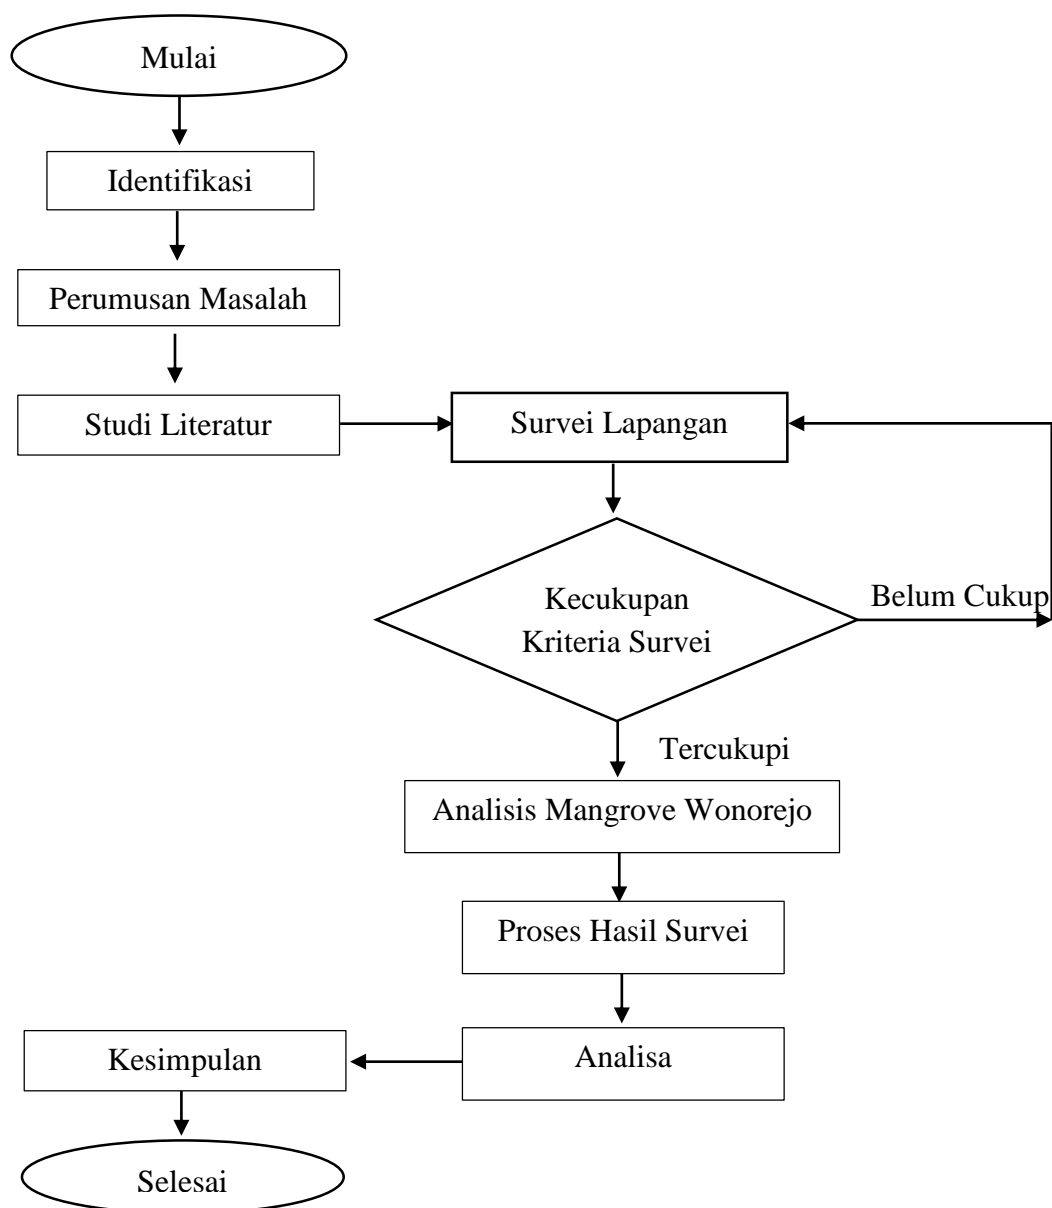 Mulai
Identifikasi
Perumusan Masalah
Studi Literatur
Survei Lapangan
Kecukupan
Kriteria Survei
Belum Cukup
Tercukupi
Analisis Mangrove Wonorejo
Proses Hasil Survei
Analisa
Kesimpulan
Selesai